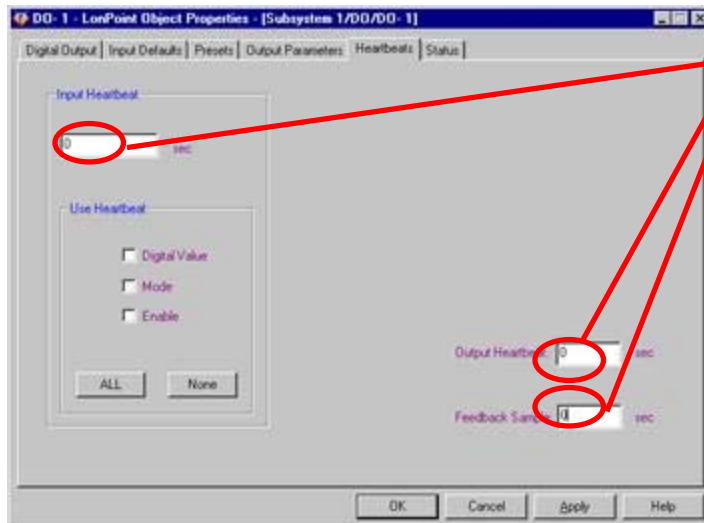 DO- 1 - LonPoint Object Properties - [Subsystem 1/DO/DO- 1]
Digital Output Input Defaults Presets Output Parameters Heartbeats Status
Input Heartbeat
0 sec
Use Heartbeat
Digital Value
Mode
Enable
ALL None
Output Heartbeat: 0 sec
Feedback Sample: 0 sec
OK Cancel Apply Help